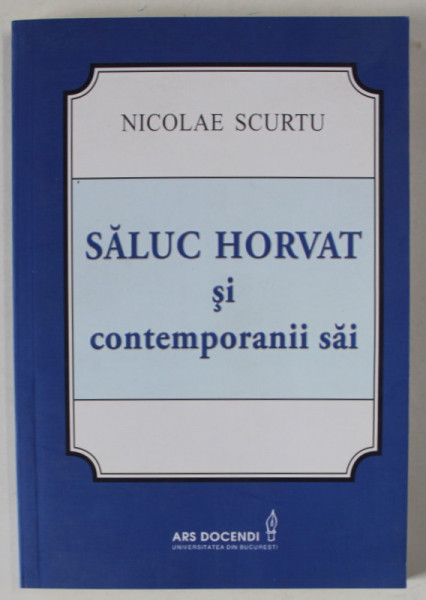 NICOLAE SCURTU
SĂLUC HORVAT
şi
contemporanii săi
ARS DOCENDI
UNIVERSITATEA DIN BUCUREŞTI